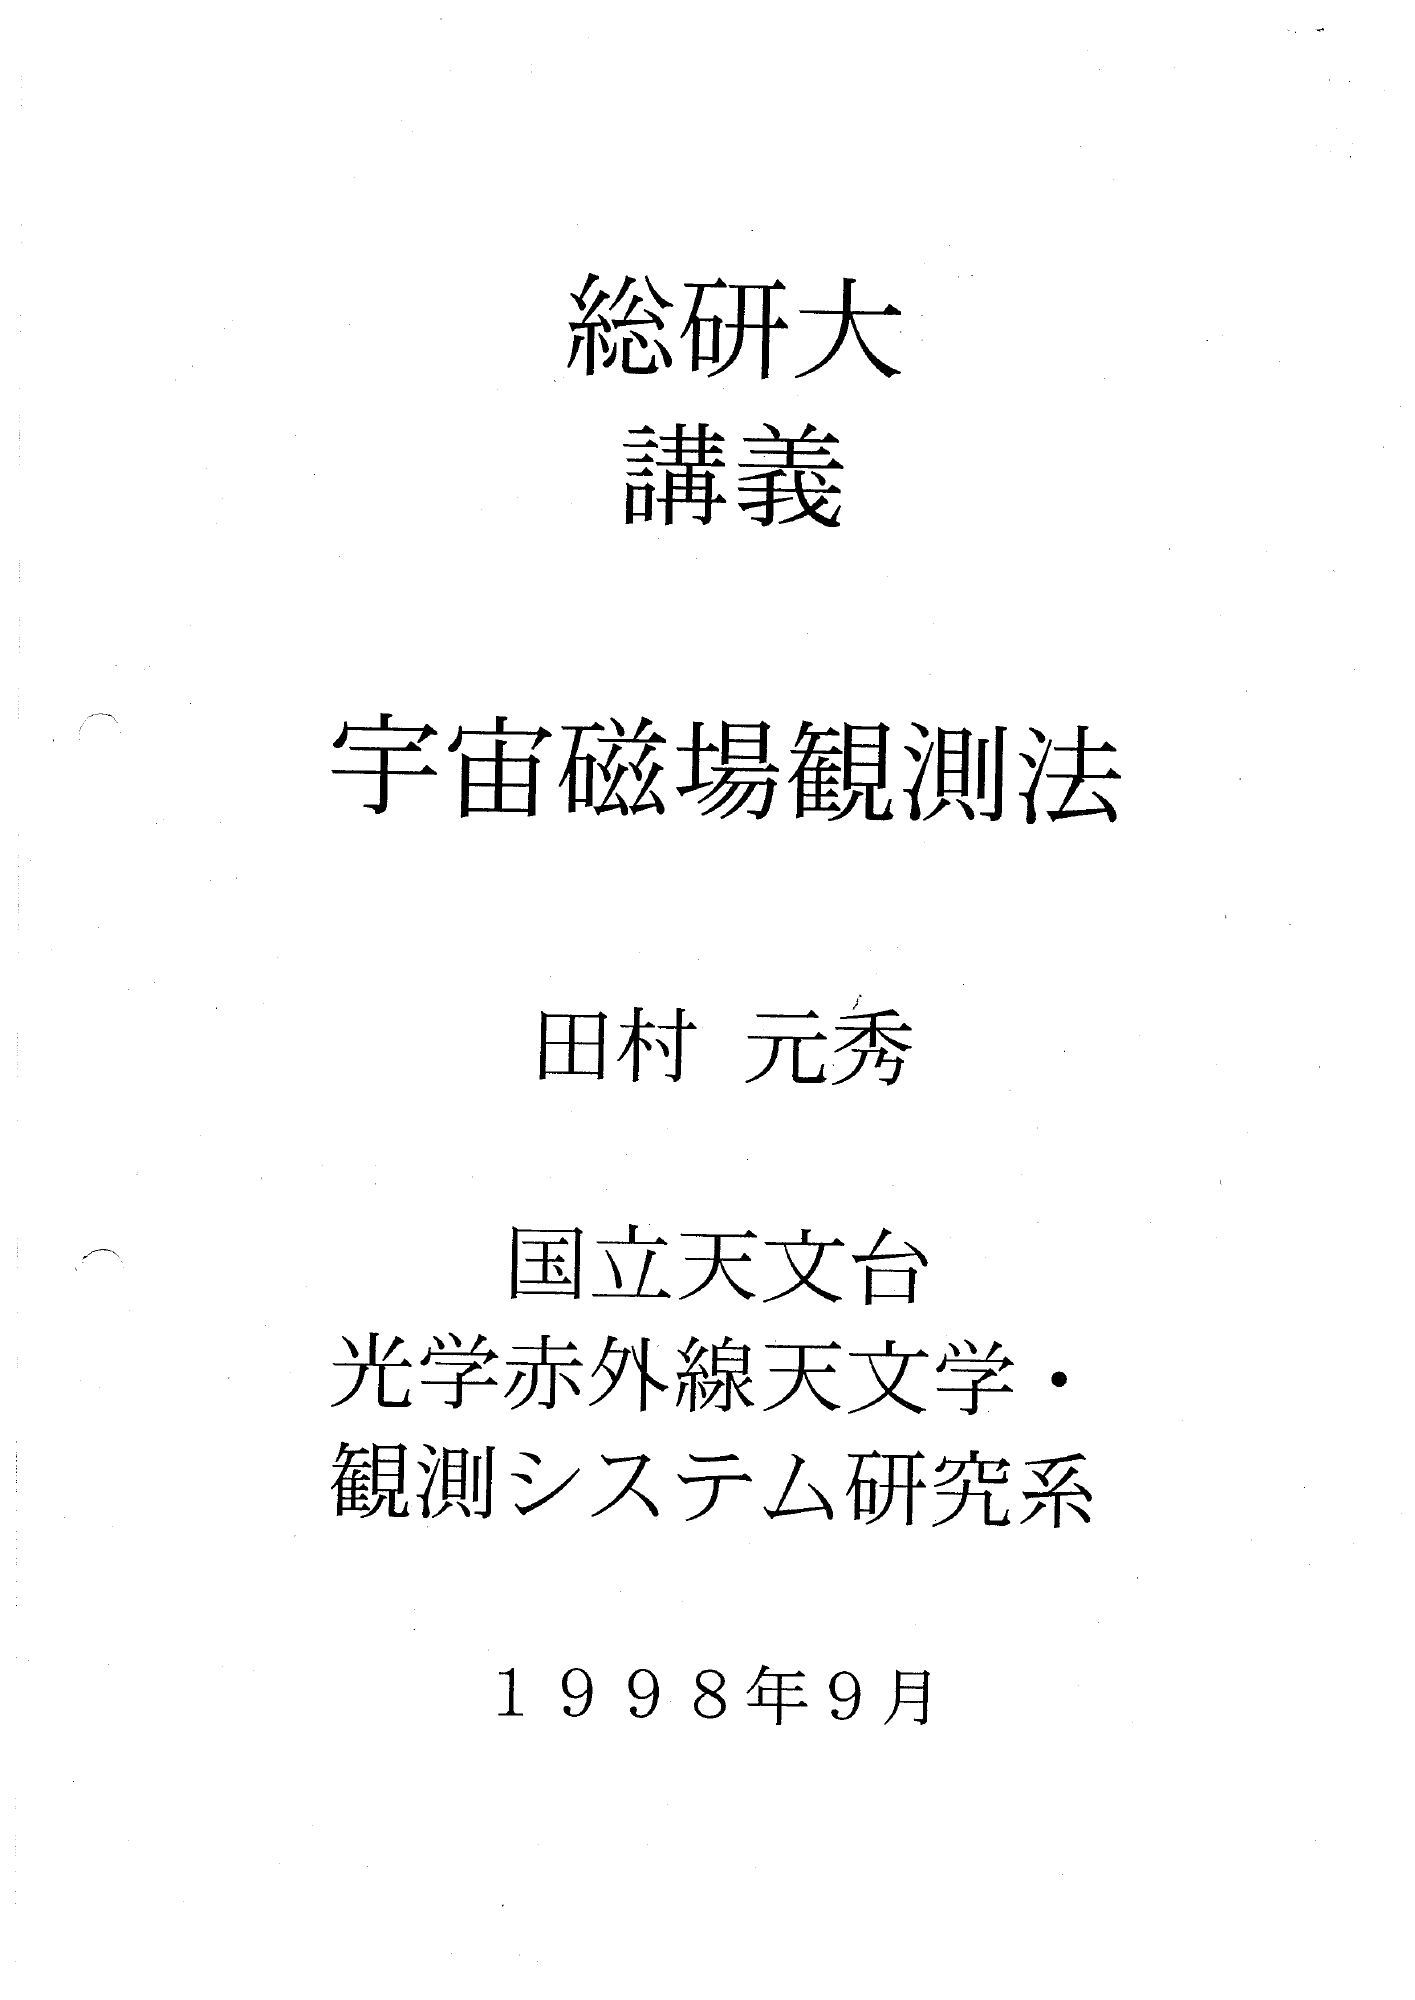 総研大
講義
宇宙磁場観測法
田村 元秀
国立天文台
光学赤外線天文学・
観測システム研究系
１９９８年９月